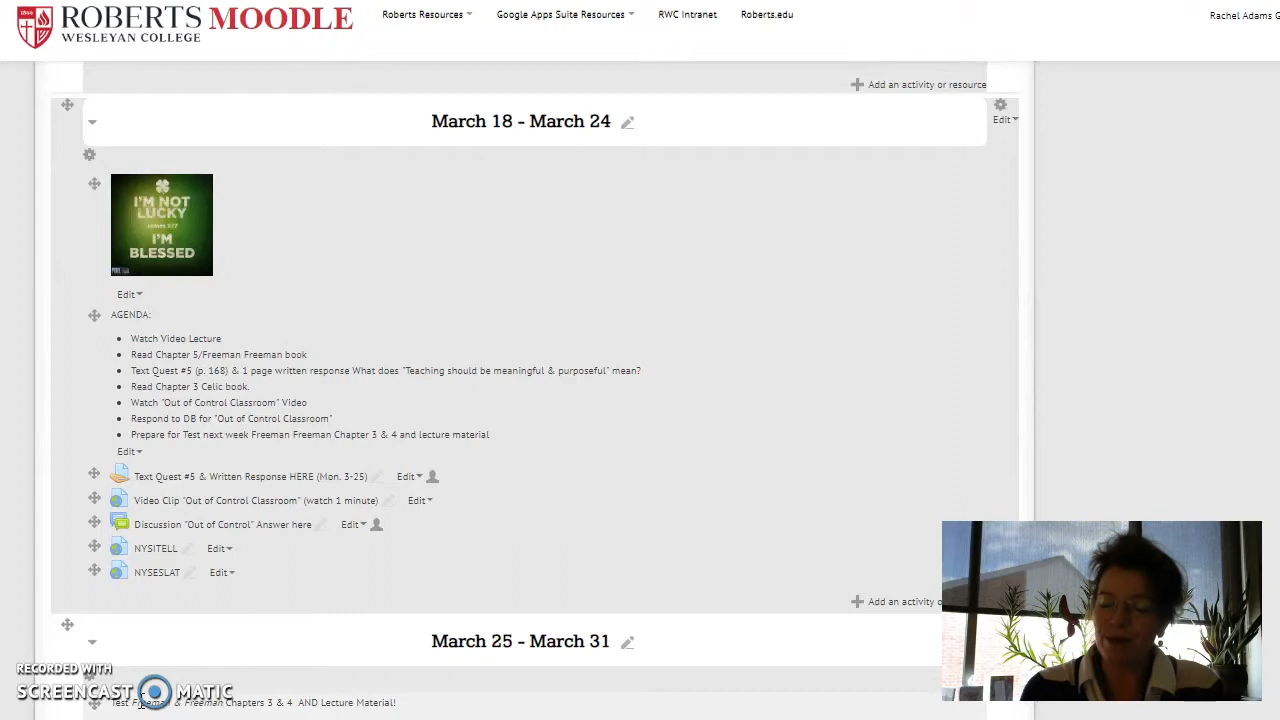 ROBERTS MOODLE
WESLEYAN COLLEGE
Roberts Resources Google Apps Suite Resources RWC Intranet Roberts.edu
Rachel Adams G
Add an activity or resource
March 18 - March 24
Edit
I'M NOT
LUCKY
I'M
BLESSED
Edit
AGENDA:
Watch Video Lecture
Read Chapter 5/Freeman Freeman book
Text Quest #5 (p. 168) & 1 page written response What does "Teaching should be meaningful & purposeful" mean?
Read Chapter 3 Celic book.
Watch "Out of Control Classroom" Video
Respond to DB for "Out of Control Classroom"
Prepare for Test next week Freeman Freeman Chapter 3 & 4 and lecture material
Edit
Text Quest #5 & Written Response HERE (Mon. 3-25) Edit
Video Clip "Out of Control Classroom" (watch 1 minute) Edit
Discussion "Out of Control" Answer here Edit
NYSITELL Edit
NYSESLAT Edit
Add an activity o
March 25 - March 31
RECORDED WITH
SCREENCAST MATIC
Test Freeman & Freeman Chapters 3 & 4 AND Lecture Material!